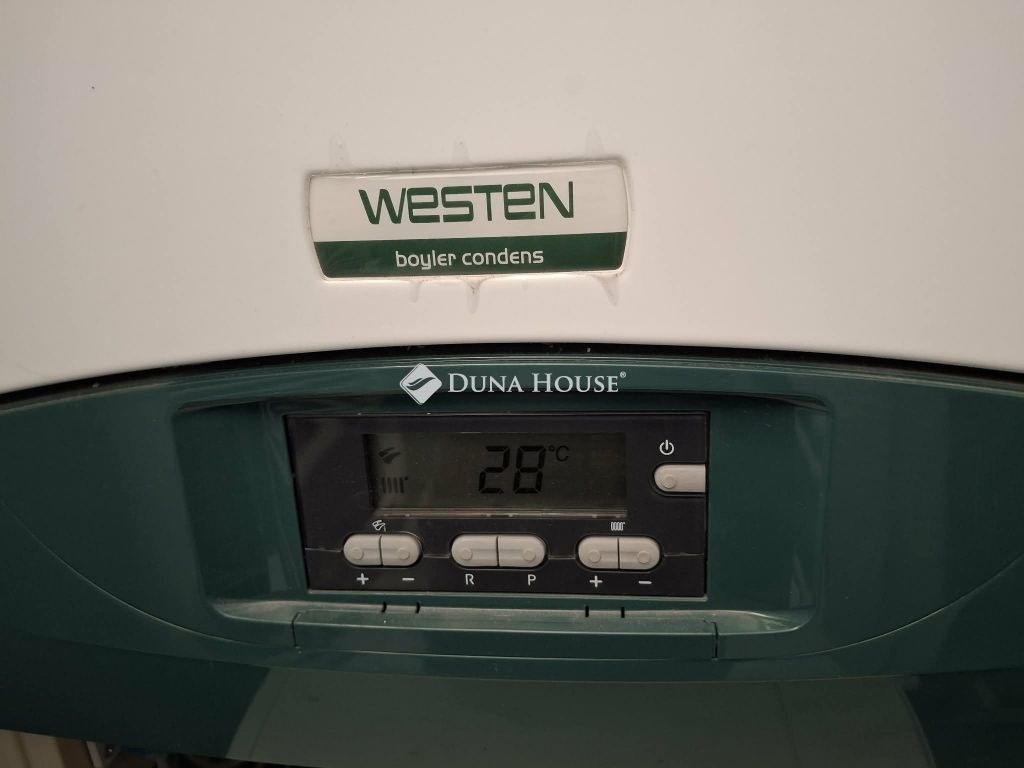 WESTEN
boyler condens
DUNA HOUSE®
28°C
+ - R P + -